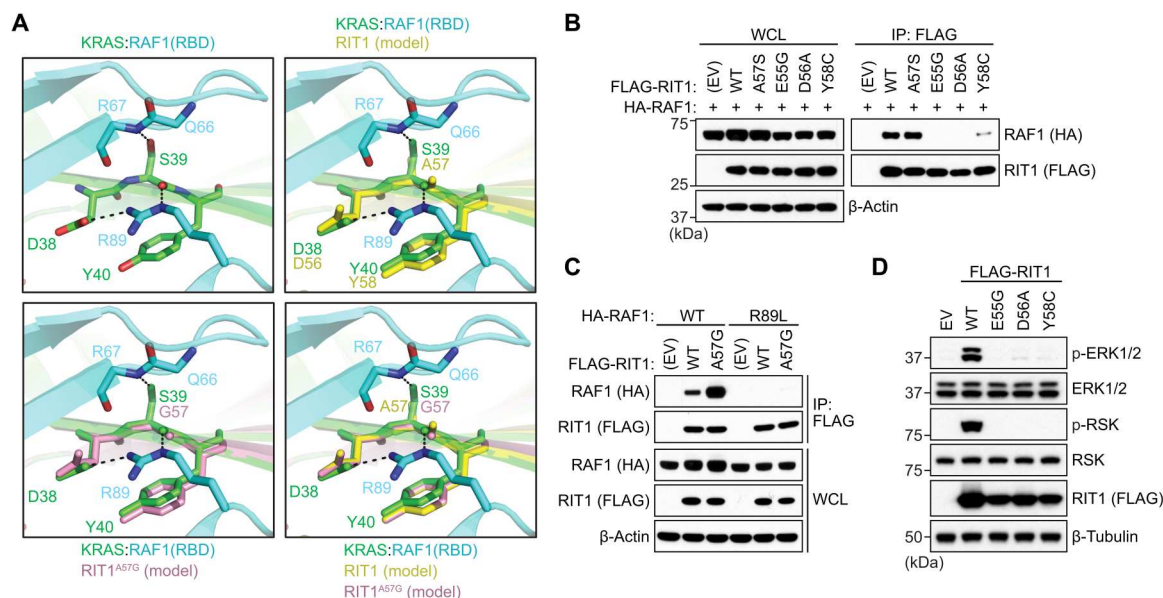 A
KRAS:RAF1(RBD)
R67
Q66
S39
R89
D38
Y40
KRAS:RAF1(RBD)
RIT1 (model)
R67
Q66
S39
A57
R89
D38
D56
Y40
Y58
R67
Q66
S39
G57
R89
D38
Y40
KRAS:RAF1(RBD)
RIT1A57G (model)
R67
Q66
S39
A57 G57
R89
D38
Y40
KRAS:RAF1(RBD)
RIT1 (model)
RIT1A57G (model)
B
WCL IP: FLAG
FLAG-RIT1: (EV) WT A57S E55G D56A Y58C (EV) WT A57S E55G D56A Y58C
HA-RAF1: + + + + + + + + + + + +
75
RAF1 (HA)
RIT1 (FLAG)
25
β-Actin
37
(kDa)
C
HA-RAF1: WT R89L
FLAG-RIT1: (EV) WT A57G (EV) WT A57G
RAF1 (HA)
RIT1 (FLAG)
IP: FLAG
RAF1 (HA)
RIT1 (FLAG)
WCL
β-Actin
D
FLAG-RIT1
EV WT E55G D56A Y58C
37 p-ERK1/2
37 ERK1/2
p-RSK
75
RSK
75
RIT1 (FLAG)
50 β-Tubulin
(kDa)